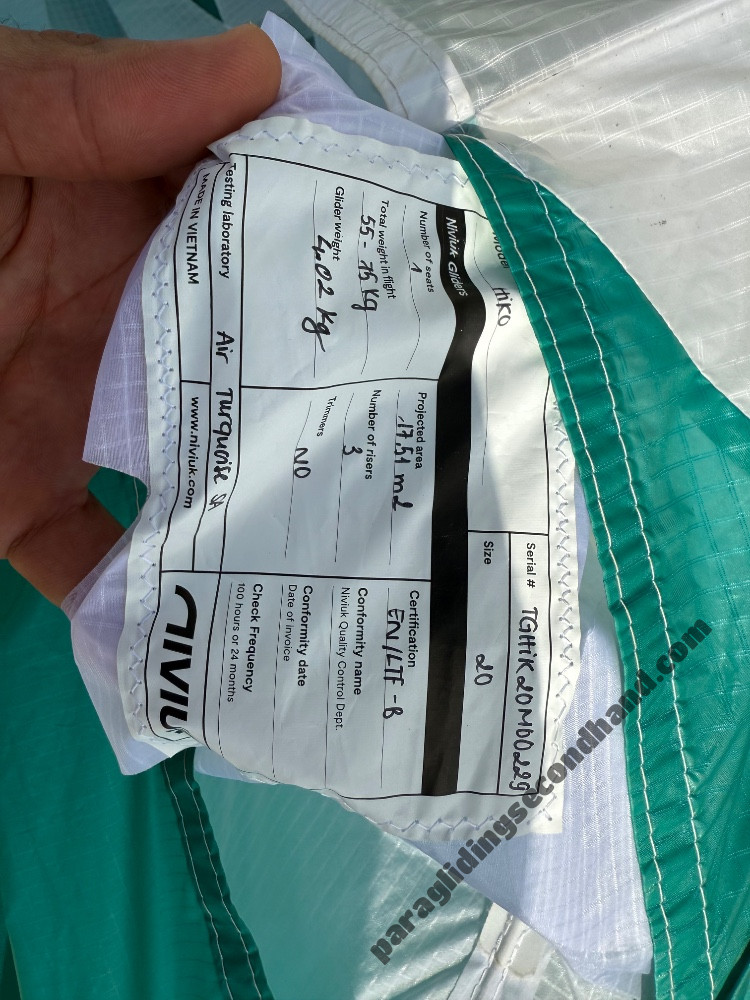 Model
Hiko
Serial # TGHIK20M00229
Size 20
Niviuk Gliders
Number of seats
1
Projected area
17,51 m2
Certification
EN/LTF-B
Total weight in flight
55 - 75 kg
Number of risers
3
Conformity name
Niviuk Quality Control Dept.
Glider weight
4,02 kg
Trimmers
NO
Conformity date
Date of invoice
Testing laboratory Air Turquoise SA
Check Frequency
100 hours or 24 months
MADE IN VIETNAM
www.niviuk.com
NIVIU
paraglidingsecondhand.com